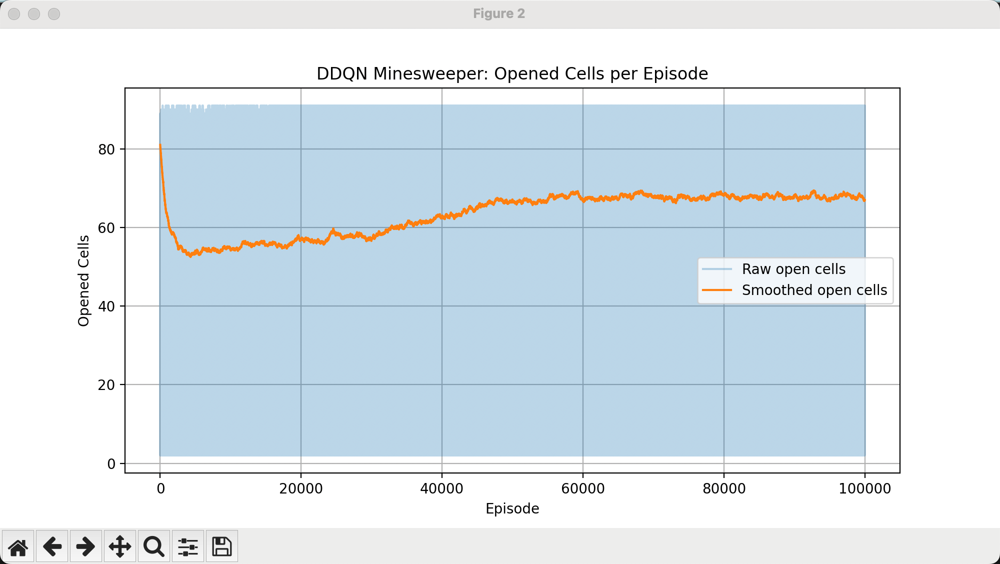 Figure 2
DDQN Minesweeper: Opened Cells per Episode
Opened Cells
80
60
40
20
0
Raw open cells
Smoothed open cells
0 20000 40000 60000 80000 100000
Episode